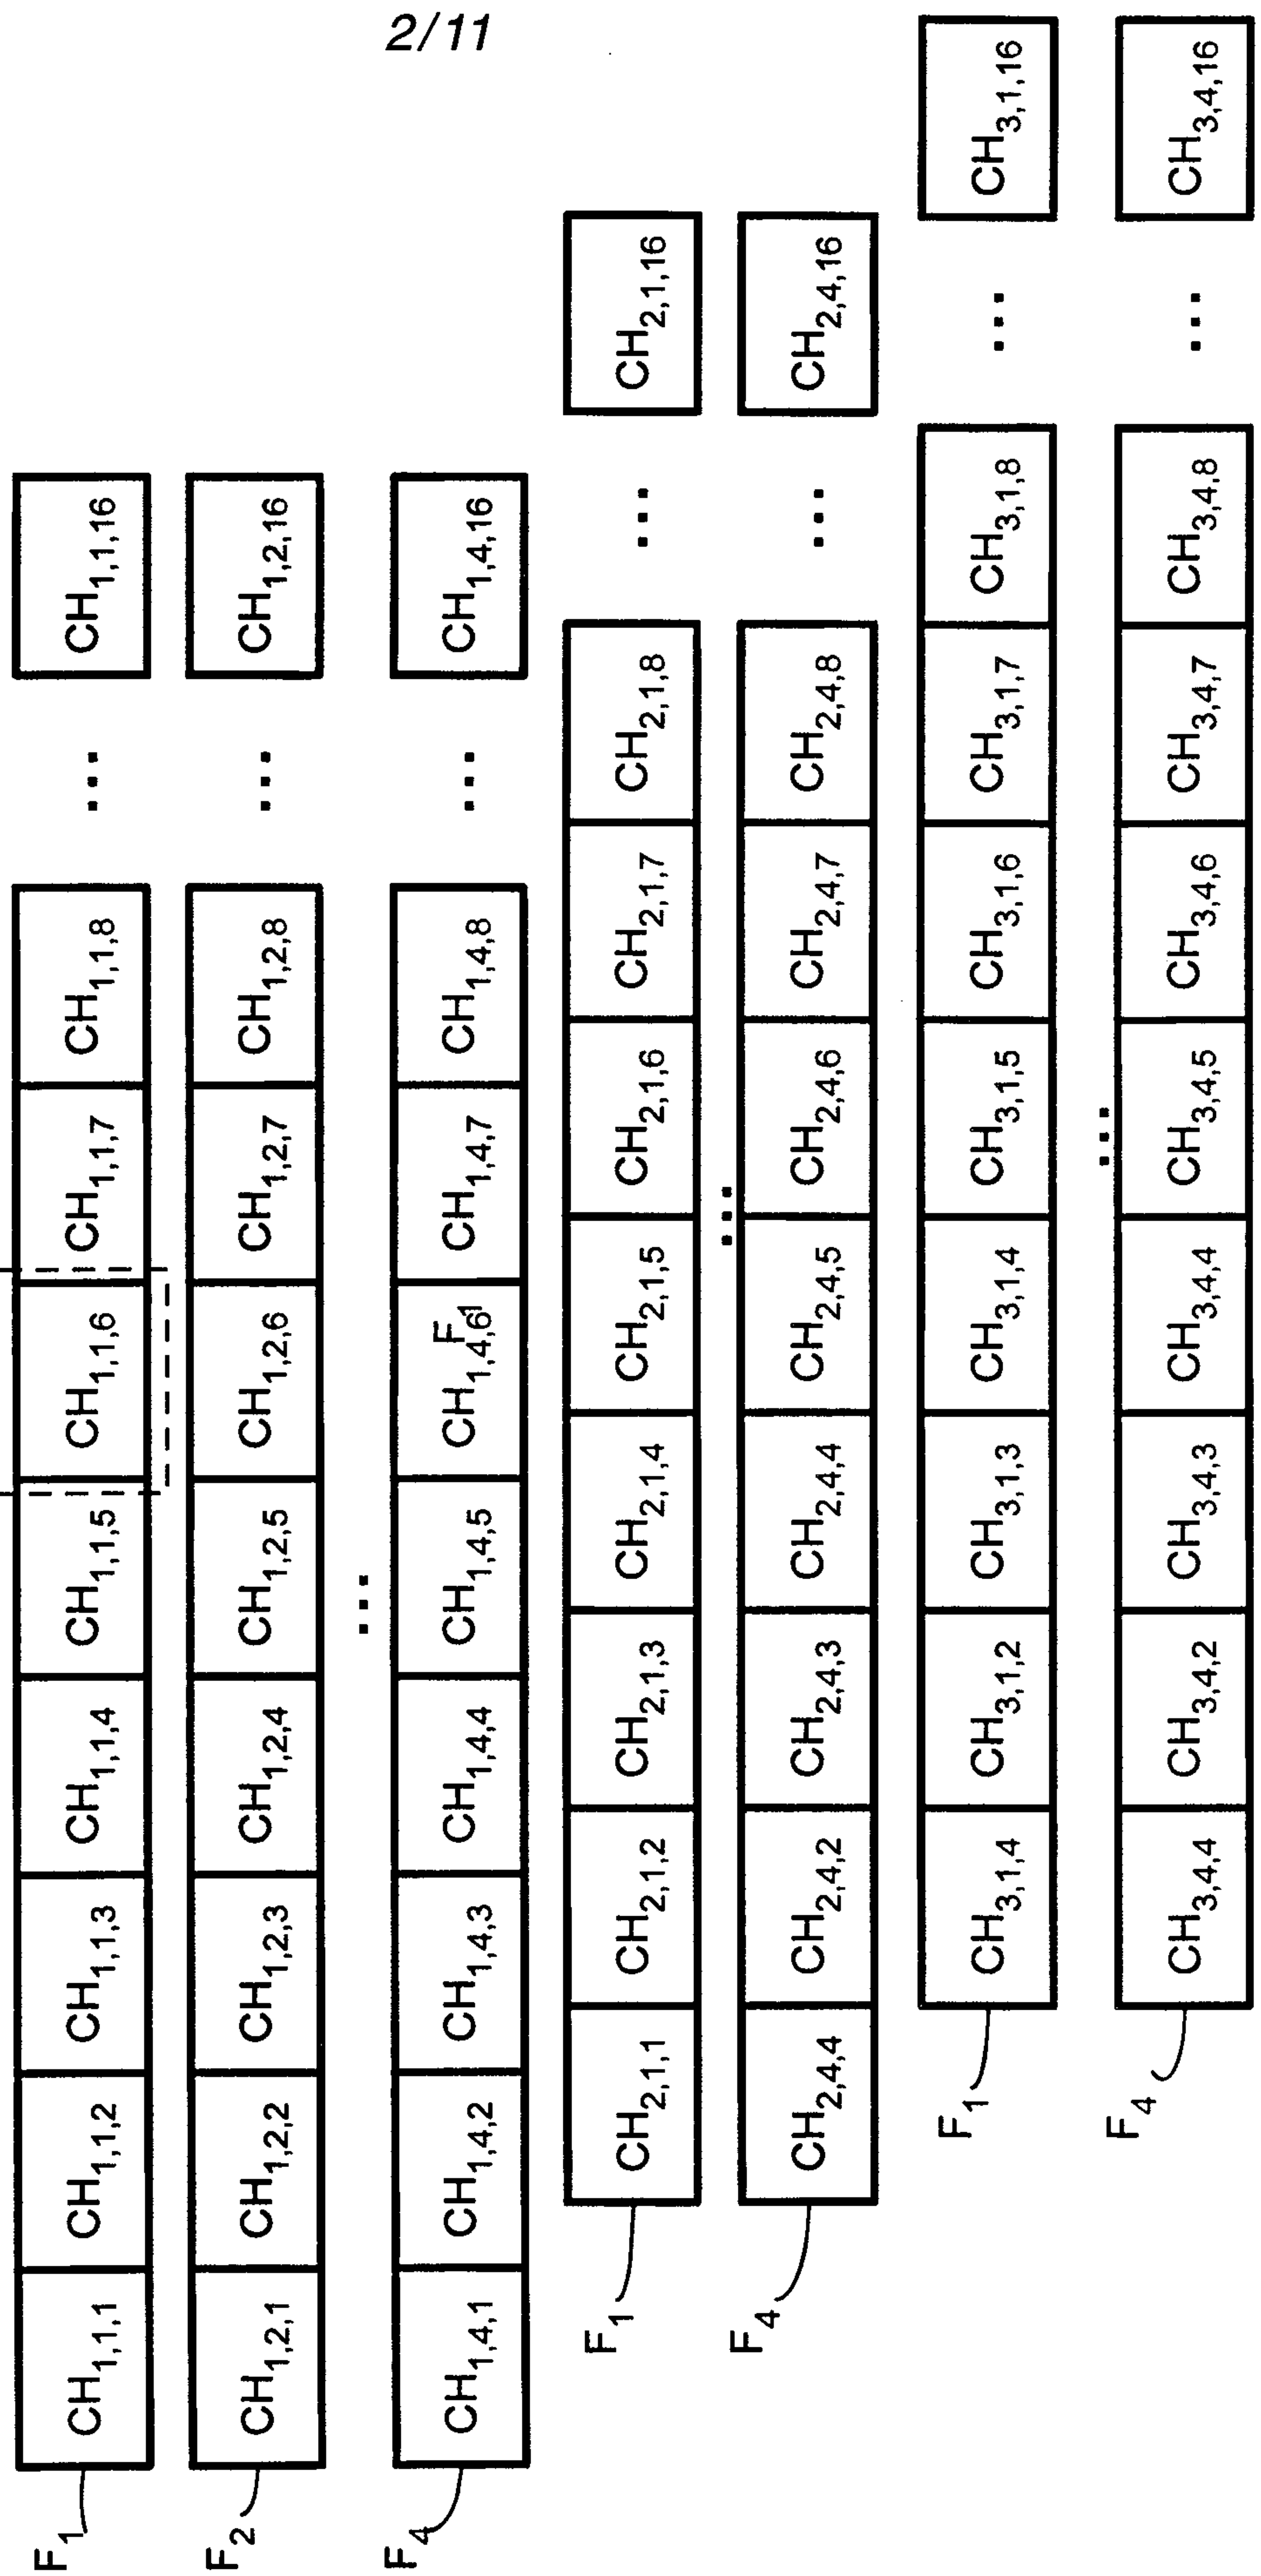 2/11
F1 CH1,1,1 CH1,1,2 CH1,1,3 CH1,1,4 CH1,1,5 CH1,1,6 CH1,1,7 CH1,1,8 ... CH1,1,16
F2 CH1,2,1 CH1,2,2 CH1,2,3 CH1,2,4 CH1,2,5 CH1,2,6 CH1,2,7 CH1,2,8 ... CH1,2,16
...
F4 CH1,4,1 CH1,4,2 CH1,4,3 CH1,4,4 CH1,4,5 CH1,4,6 F1 CH1,4,7 CH1,4,8 ... CH1,4,16
F1 CH2,1,1 CH2,1,2 CH2,1,3 CH2,1,4 CH2,1,5 CH2,1,6 CH2,1,7 CH2,1,8 ... CH2,1,16
...
F4 CH2,4,4 CH2,4,2 CH2,4,3 CH2,4,4 CH2,4,5 CH2,4,6 CH2,4,7 CH2,4,8 ... CH2,4,16
F1 CH3,1,4 CH3,1,2 CH3,1,3 CH3,1,4 CH3,1,5 CH3,1,6 CH3,1,7 CH3,1,8 ... CH3,1,16
...
F4 CH3,4,4 CH3,4,2 CH3,4,3 CH3,4,4 CH3,4,5 CH3,4,6 CH3,4,7 CH3,4,8 ... CH3,4,16